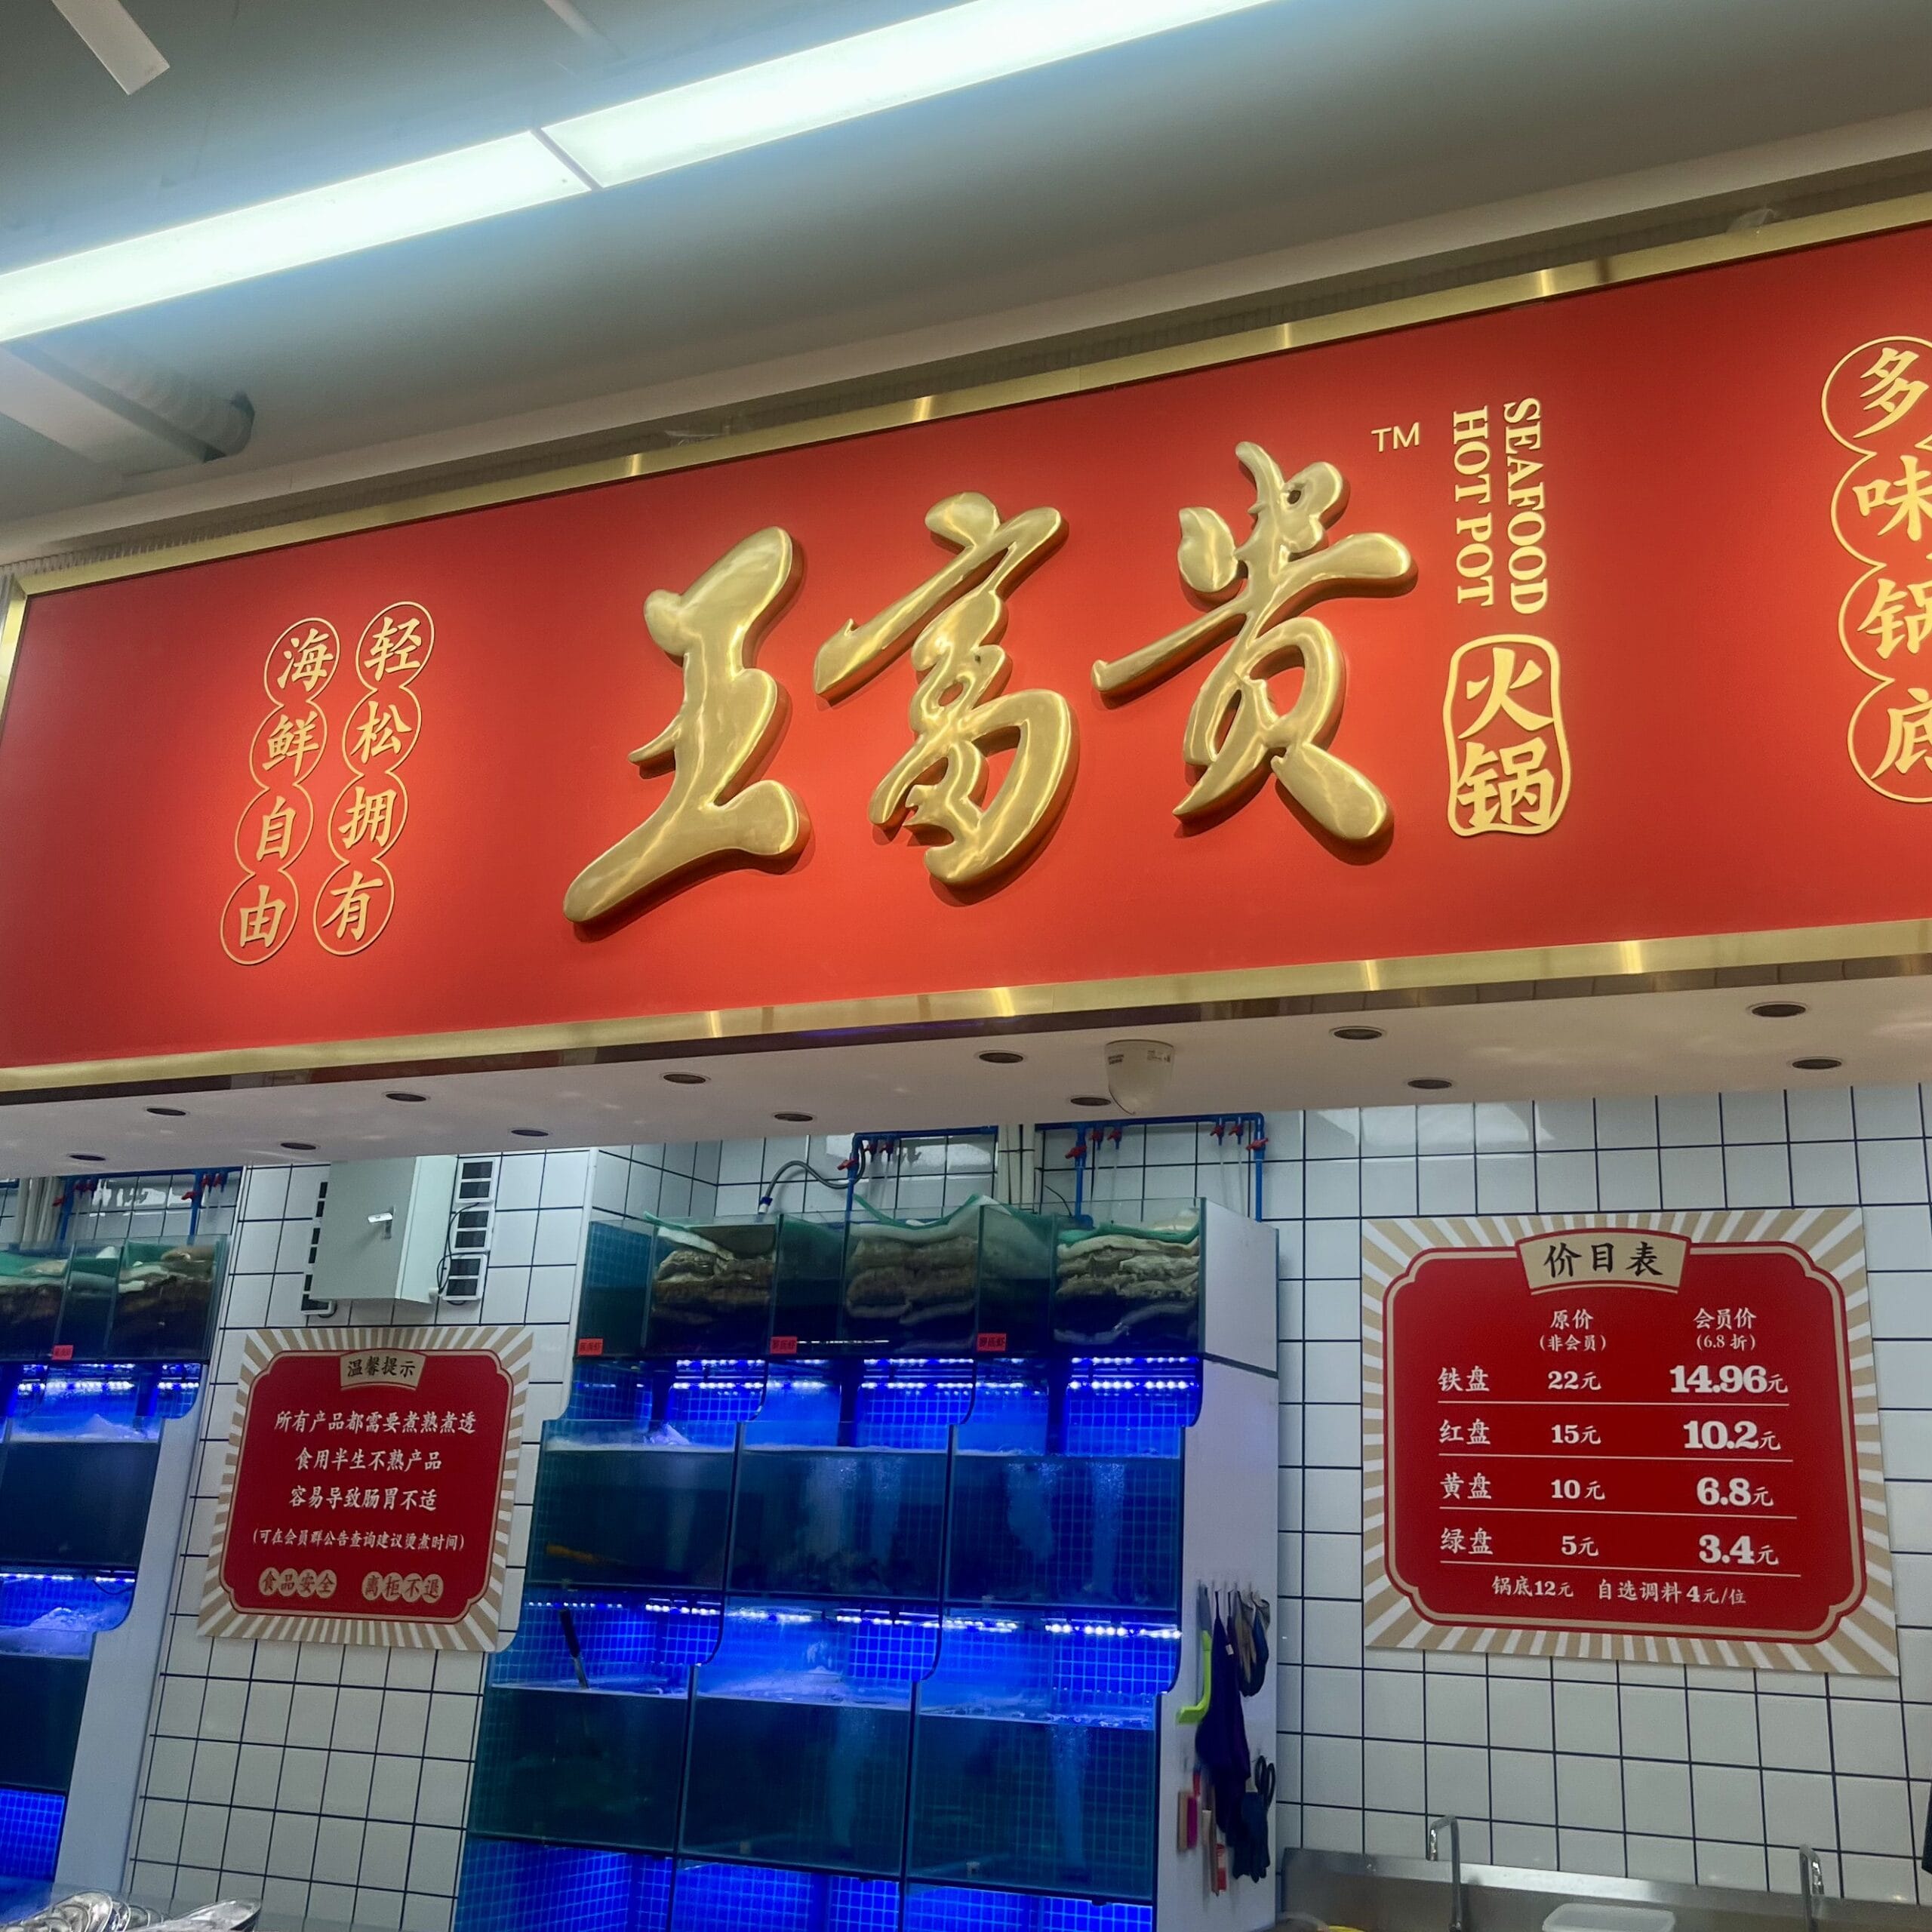 轻松拥有
海鲜自由
王富贵
TM
SEAFOOD
HOT POT
火锅
多味锅底
温馨提示
所有产品都需要煮熟煮透
食用半生不熟产品
容易导致肠胃不适
(可在会员群公告查询建议烫煮时间)
食品安全 离柜不退
价目表
原价 会员价
(非会员) (6.8折)
铁盘 22元 14.96元
红盘 15元 10.2元
黄盘 10元 6.8元
绿盘 5元 3.4元
锅底12元 自选调料4元/位